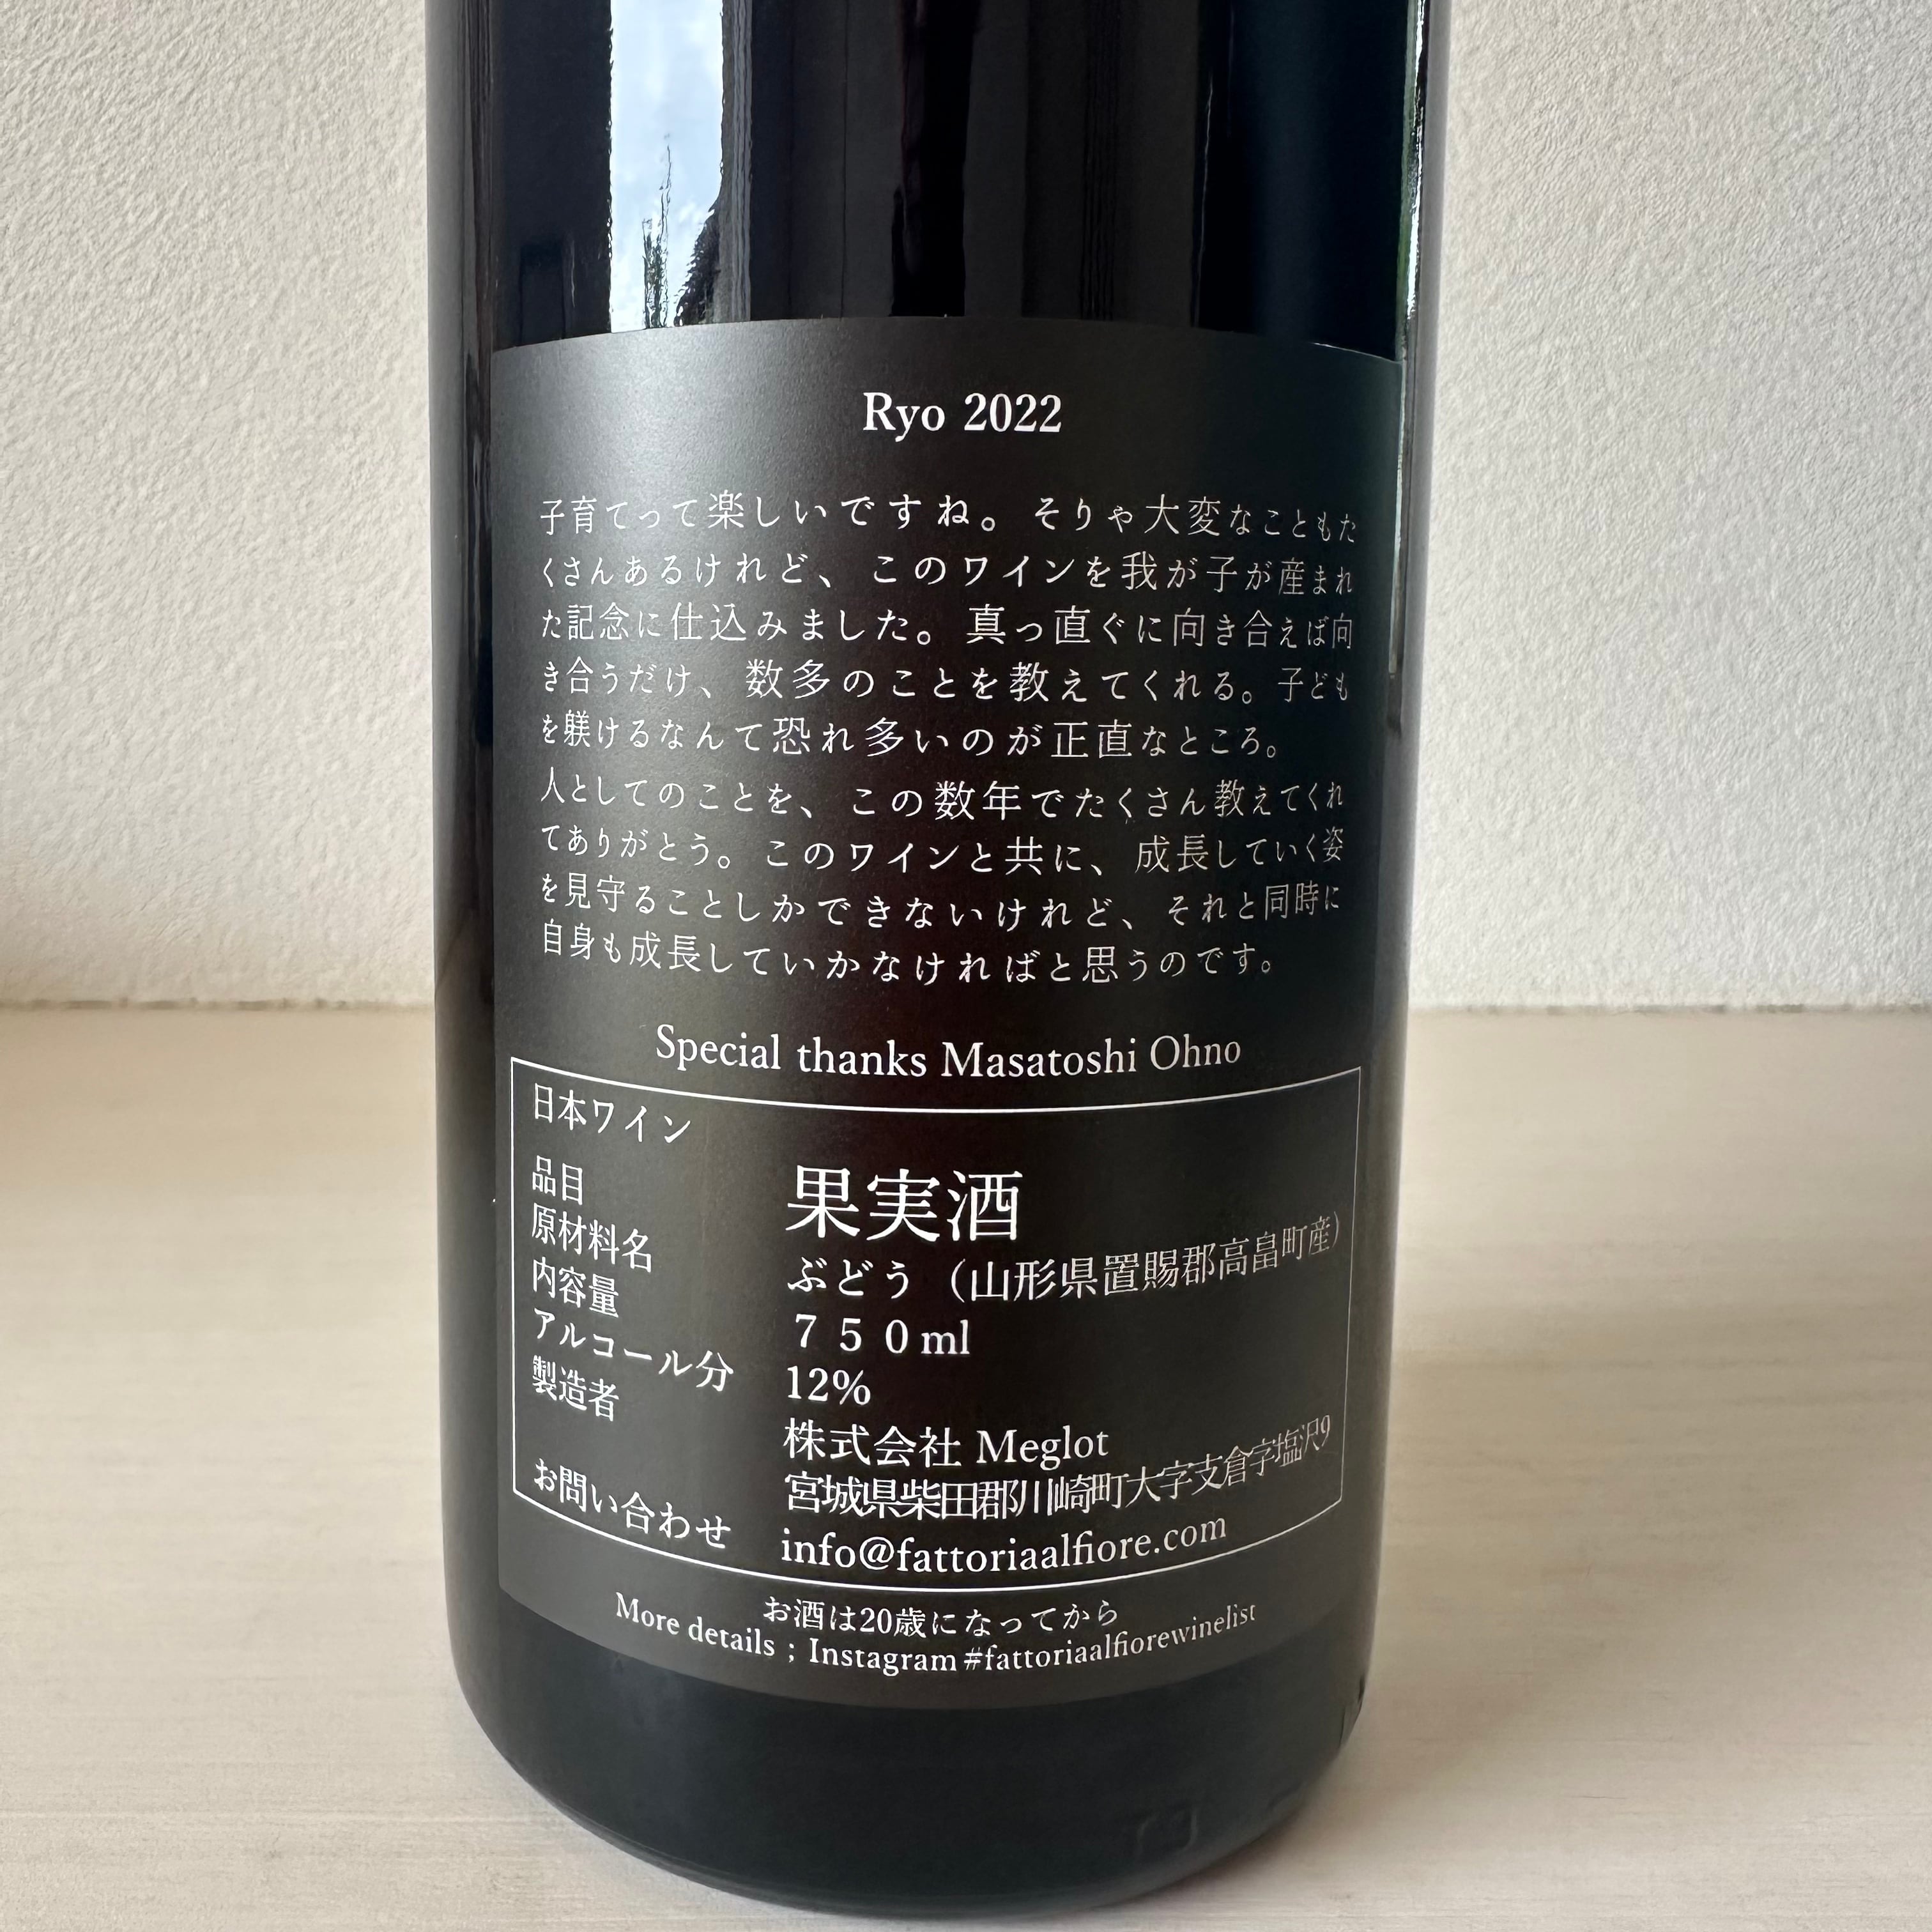 Ryo 2022
子育てって楽しいですね。そりゃ大変なこともた
くさんあるけれど、このワインを我が子が産まれ
た記念に仕込みました。真っ直ぐに向き合えば向
き合うだけ、数多のことを教えてくれる。子ども
を躾けるなんて恐れ多いのが正直なところ。
人としてのことを、この数年でたくさん教えてくれ
てありがとう。このワインと共に、成長していく姿
を見守ることしかできないけれど、それと同時に
自身も成長していかなければと思うのです。
Special thanks Masatoshi Ohno
日本ワイン
品目 果実酒
原材料名 ぶどう（山形県置賜郡高畠町産）
内容量 ７５０ml
アルコール分 12%
製造者 株式会社 Meglot
宮城県柴田郡川崎町大字支倉字塩沢9
お問い合わせ info@fattoriaalfiore.com
お酒は20歳になってから
More details ; Instagram #fattoriaalfiorewinelist